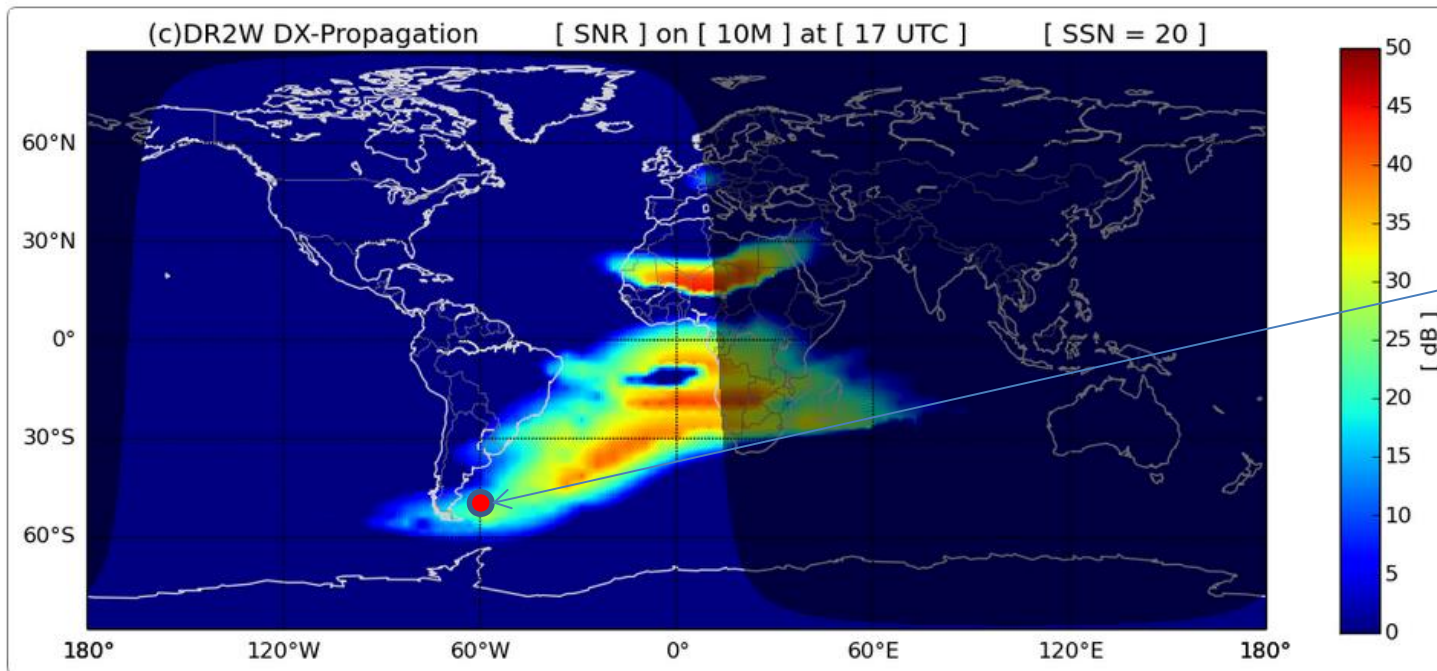 (c)DR2W DX-Propagation [ SNR ] on [ 10M ] at [ 17 UTC ] [ SSN = 20 ]
50
45
40
35
30
25
20
15
10
5
0
[ dB]
60°N
30°N
0°
30°S
60°S
180° 120°W 60°W 0° 60°E 120°E 180°